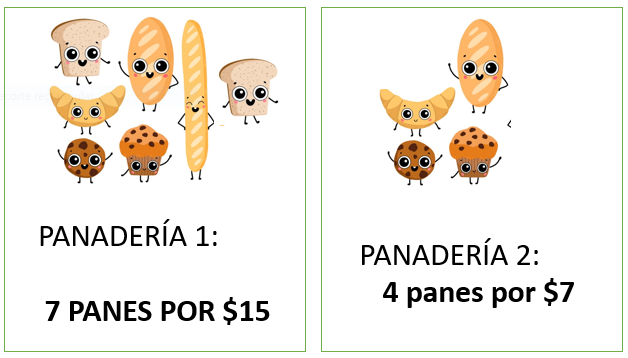 PANADERÍA 1:
7 PANES POR $15
PANADERÍA 2:
4 panes por $7